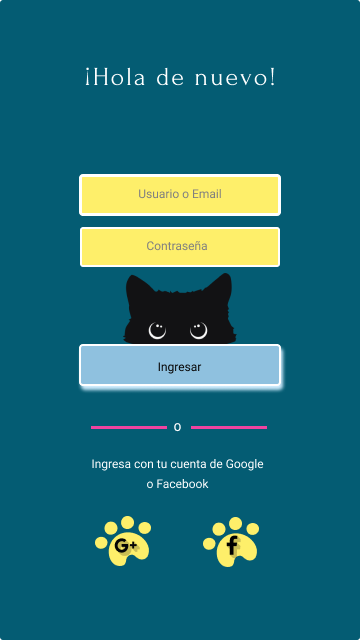 ¡Hola de nuevo!
Usuario o Email
Contraseña
Ingresar
O
Ingresa con tu cuenta de Google
o Facebook
G+
f